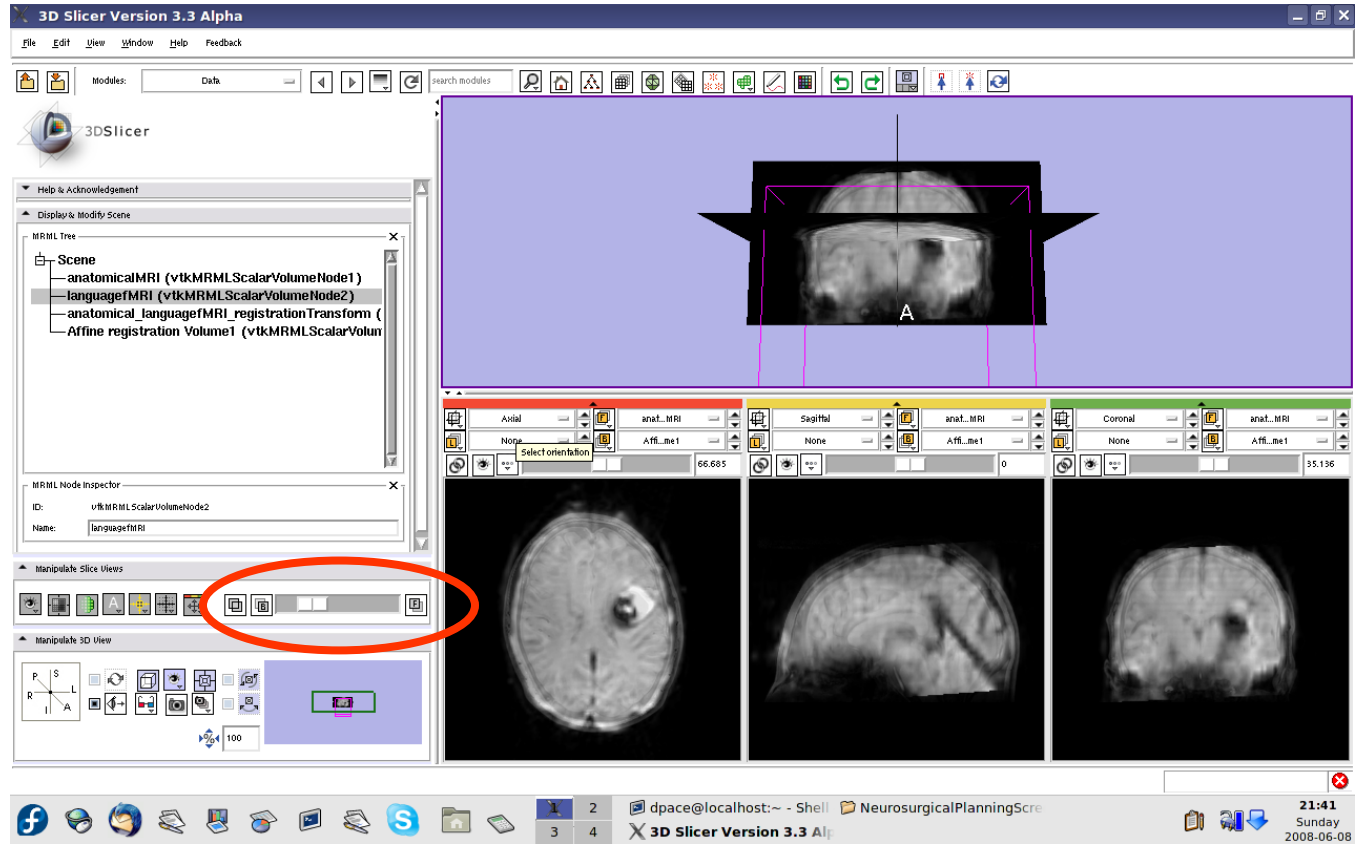 3D Slicer Version 3.3 Alpha
File Edit View Window Help Feedback
Modules: Data search modules
3DSlicer
Help & Acknowledgement
Display & Modify Scene
MRML Tree
Scene
anatomicalMRI (vtkMRMLScalarVolumeNode1)
languagefMRI (vtkMRMLScalarVolumeNode2)
anatomical_languagefMRI_registrationTransform (
Affine registration Volume1 (vtkMRMLScalarVolum
MRML Node Inspector
ID: vtkMRMLScalarVolumeNode2
Name: languagefMRI
Manipulate Slice Views
A
B
F
Manipulate 3D View
P S
R L
I A
% 100
A
Axial F anat...MRI
L None B Affi...me1
Select orientation
66.685
Sagittal F anat...MRI
L None B Affi...me1
0
Coronal F anat...MRI
L None B Affi...me1
35.136
1 2
3 4
dpace@localhost:~ - Shell
NeurosurgicalPlanningScre
3D Slicer Version 3.3 Alp
21:41
Sunday
2008-06-08